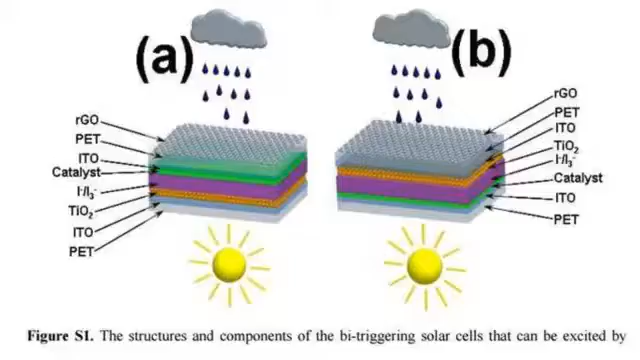 (a)
rGO
PET
ITO
Catalyst
I-/I3-
TiO2
ITO
PET
(b)
rGO
PET
ITO
TiO2
I-/I3-
Catalyst
ITO
PET
Figure S1. The structures and components of the bi-triggering solar cells that can be excited by